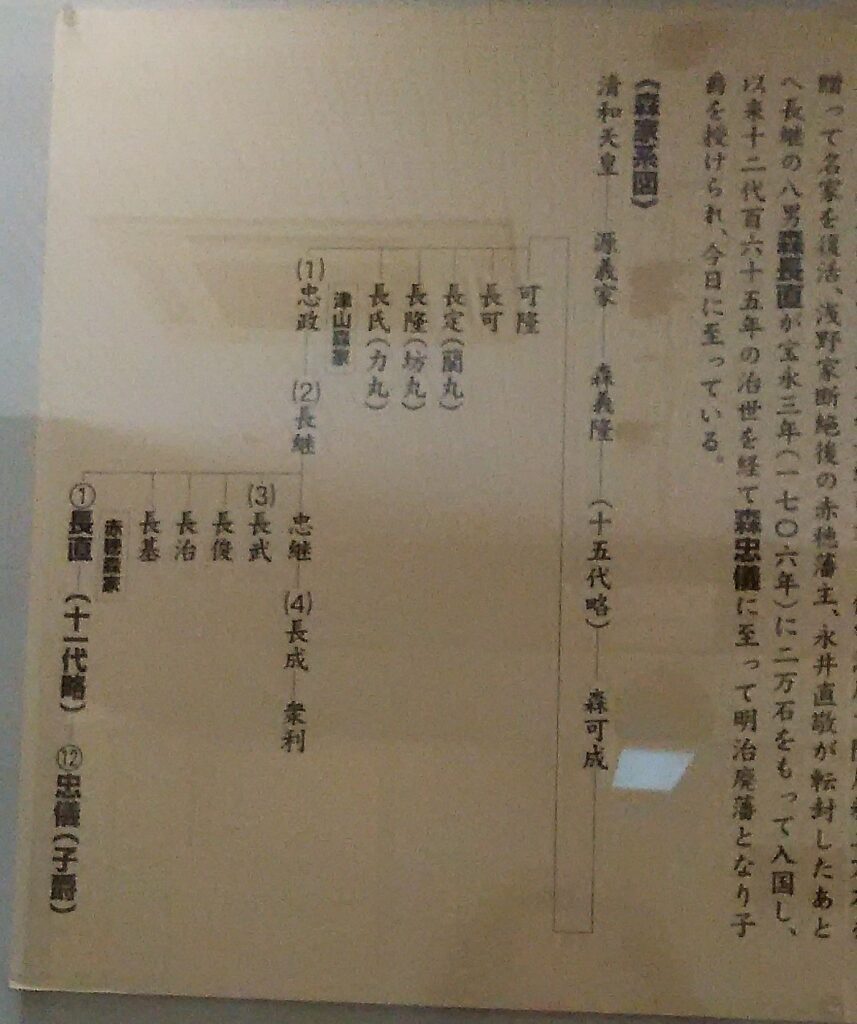 贈って名家を復活、浅野家断絶後の赤穂藩主、永井直敬が転封したあと
へ長継の八男森長直が宝永三年(一七〇六年)に二万石をもって入国し、
以来十二代百六十五年の治世を経て森忠儀に至って明治廃藩となり子
爵を授けられ、今日に至っている。
(森家系図)
清和天皇 源義家 森義隆 (十五代略) 森可成
可隆
長可
長定(蘭丸)
長隆(坊丸)
長氏(力丸)
津山森家
(1)忠政 (2)長継
忠継 (4)長成 衆利
(3)長武
長俊
長治
長基
赤穂森家
①長直 (十一代略) ⑫忠儀(子爵)